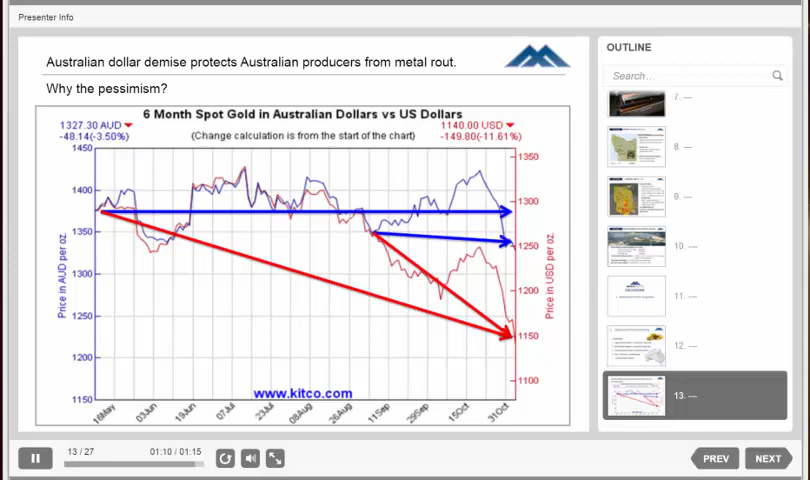 Presenter Info
Australian dollar demise protects Australian producers from metal rout.
Why the pessimism?
6 Month Spot Gold in Australian Dollars vs US Dollars
1327.30 AUD
-48.14(-3.50%)
(Change calculation is from the start of the chart)
1140.00 USD
-149.80(-11.61%)
1450
1400
1350
1300
1250
1200
1150
Price in AUD per oz.
1350
1300
1250
1200
1150
1100
Price in USD per oz.
www.kitco.com
16May
03Jun
19Jun
07Jul
23Jul
08Aug
26Aug
11Sep
29Sep
15Oct
31Oct
OUTLINE
Search...
7. —
8. —
9. —
10. —
11. —
12. —
13. —
13 / 27
01:10 / 01:15
PREV
NEXT